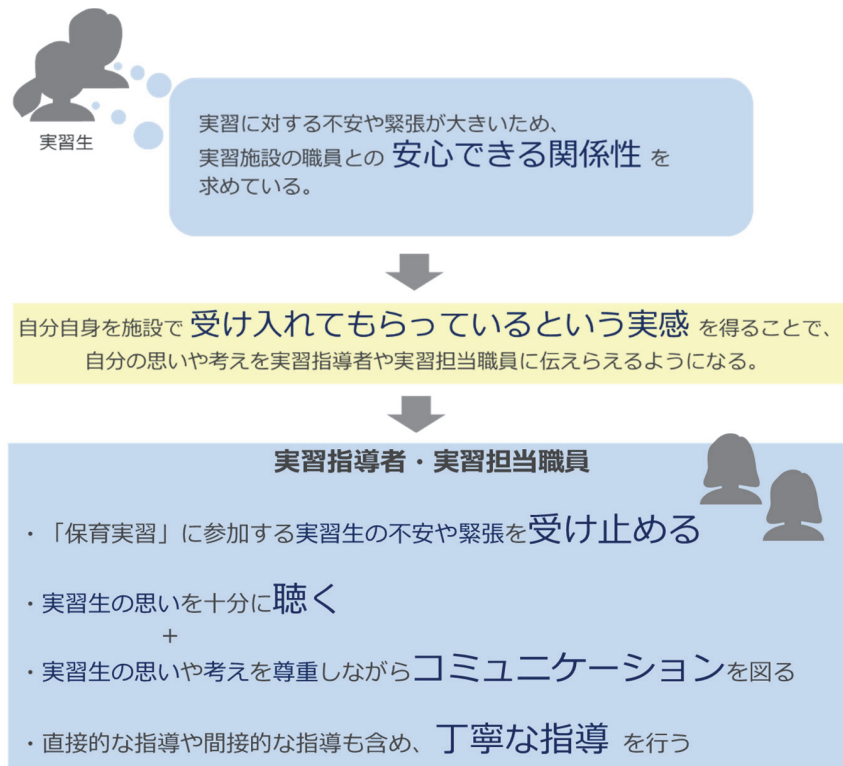 実習生
実習に対する不安や緊張が大きいため、
実習施設の職員との 安心できる関係性 を
求めている。
自分自身を施設で 受け入れてもらっているという実感 を得ることで、
自分の思いや考えを実習指導者や実習担当職員に伝えらえるようになる。
実習指導者・実習担当職員
・「保育実習」に参加する実習生の不安や緊張を受け止める
・実習生の思いを十分に聴く
+
・実習生の思いや考えを尊重しながらコミュニケーションを図る
・直接的な指導や間接的な指導も含め、丁寧な指導 を行う